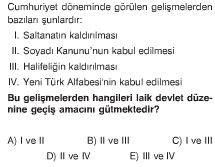 Cumhuriyet döneminde görülen gelişmelerden
bazıları şunlardır:
I. Saltanatın kaldırılması
II. Soyadı Kanunu'nun kabul edilmesi
III. Halifeliğin kaldırılması
IV. Yeni Türk Alfabesi'nin kabul edilmesi
Bu gelişmelerden hangileri laik devlet düze-
nine geçiş amacını gütmektedir?
A) I ve II B) II ve III C) I ve III
D) II ve IV E) III ve IV